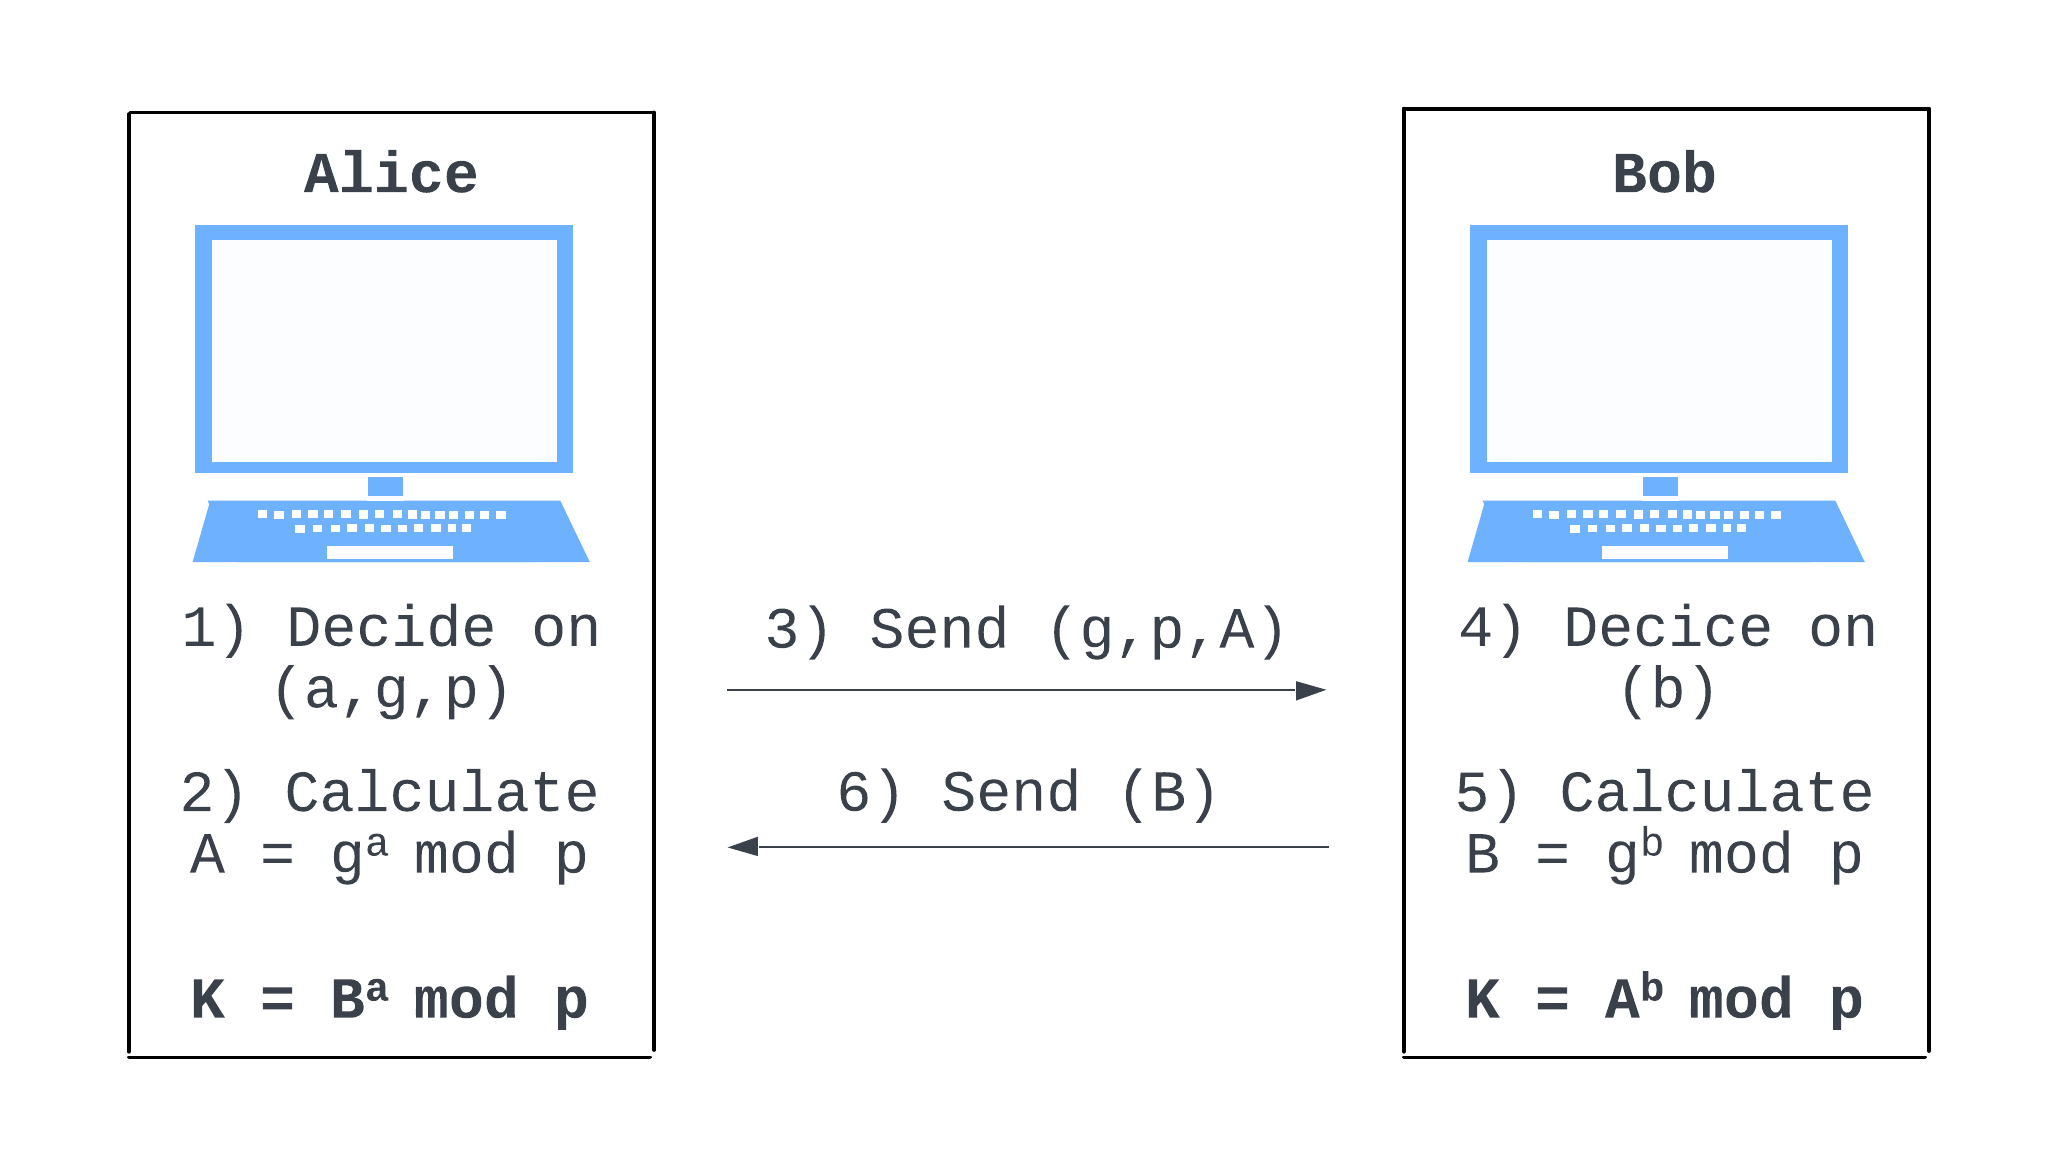 Alice
1) Decide on
(a,g,p)
2) Calculate
A = gᵃ mod p
K = Bᵃ mod p
3) Send (g,p,A)
6) Send (B)
Bob
4) Decice on
(b)
5) Calculate
B = gᵇ mod p
K = Aᵇ mod p